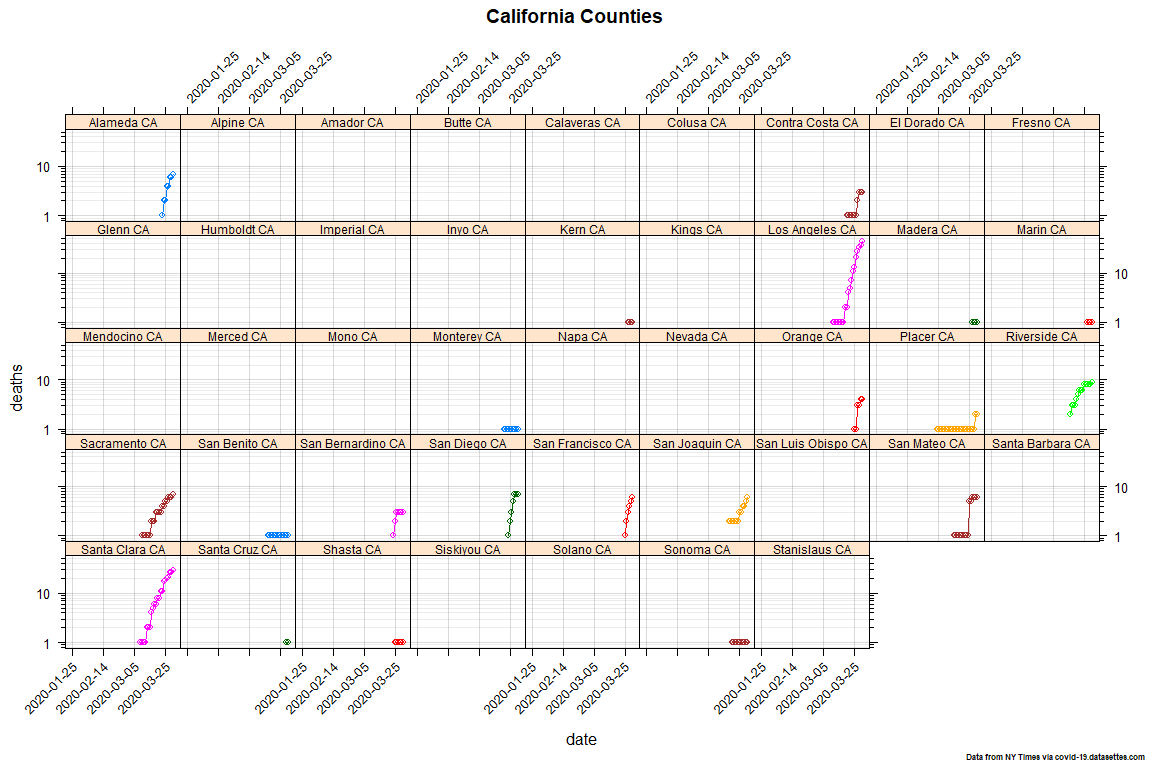 California Counties
2020-01-25 2020-02-14 2020-03-05 2020-03-25 2020-01-25 2020-02-14 2020-03-05 2020-03-25 2020-01-25 2020-02-14 2020-03-05 2020-03-25 2020-01-25 2020-02-14 2020-03-05 2020-03-25
Alameda CA Alpine CA Amador CA Butte CA Calaveras CA Colusa CA Contra Costa CA El Dorado CA Fresno CA
10
1
Glenn CA Humboldt CA Imperial CA Inyo CA Kern CA Kings CA Los Angeles CA Madera CA Marin CA
10
1
Mendocino CA Merced CA Mono CA Monterey CA Napa CA Nevada CA Orange CA Placer CA Riverside CA
10
1
deaths
Sacramento CA San Benito CA San Bernardino CA San Diego CA San Francisco CA San Joaquin CA San Luis Obispo CA San Mateo CA Santa Barbara CA
10
1
Santa Clara CA Santa Cruz CA Shasta CA Siskiyou CA Solano CA Sonoma CA Stanislaus CA
10
1
2020-01-25 2020-02-14 2020-03-05 2020-03-25 2020-01-25 2020-02-14 2020-03-05 2020-03-25 2020-01-25 2020-02-14 2020-03-05 2020-03-25 2020-01-25 2020-02-14 2020-03-05 2020-03-25
date
Data from NY Times via covid-19.datasettes.com